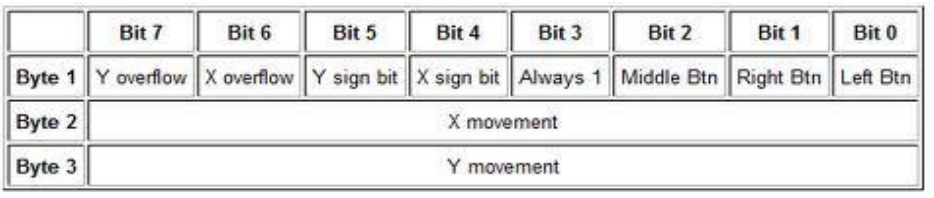 Bit 7 Bit 6 Bit 5 Bit 4 Bit 3 Bit 2 Bit 1 Bit 0
Byte 1 Y overflow X overflow Y sign bit X sign bit Always 1 Middle Btn Right Btn Left Btn
Byte 2 X movement
Byte 3 Y movement